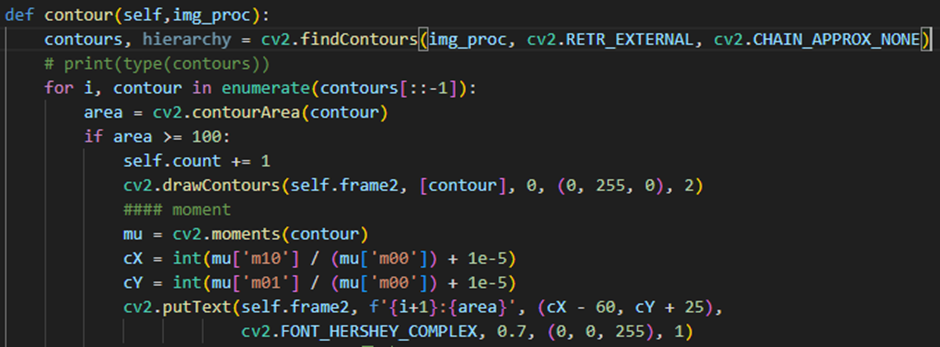 def contour(self,img_proc):
    contours, hierarchy = cv2.findContours(img_proc, cv2.RETR_EXTERNAL, cv2.CHAIN_APPROX_NONE)
    # print(type(contours))
    for i, contour in enumerate(contours[::-1]):
        area = cv2.contourArea(contour)
        if area >= 100:
            self.count += 1
            cv2.drawContours(self.frame2, [contour], 0, (0, 255, 0), 2)
            #### moment
            mu = cv2.moments(contour)
            cX = int(mu['m10'] / (mu['m00']) + 1e-5)
            cY = int(mu['m01'] / (mu['m00']) + 1e-5)
            cv2.putText(self.frame2, f'{i+1}:{area}', (cX - 60, cY + 25),
                        cv2.FONT_HERSHEY_COMPLEX, 0.7, (0, 0, 255), 1)